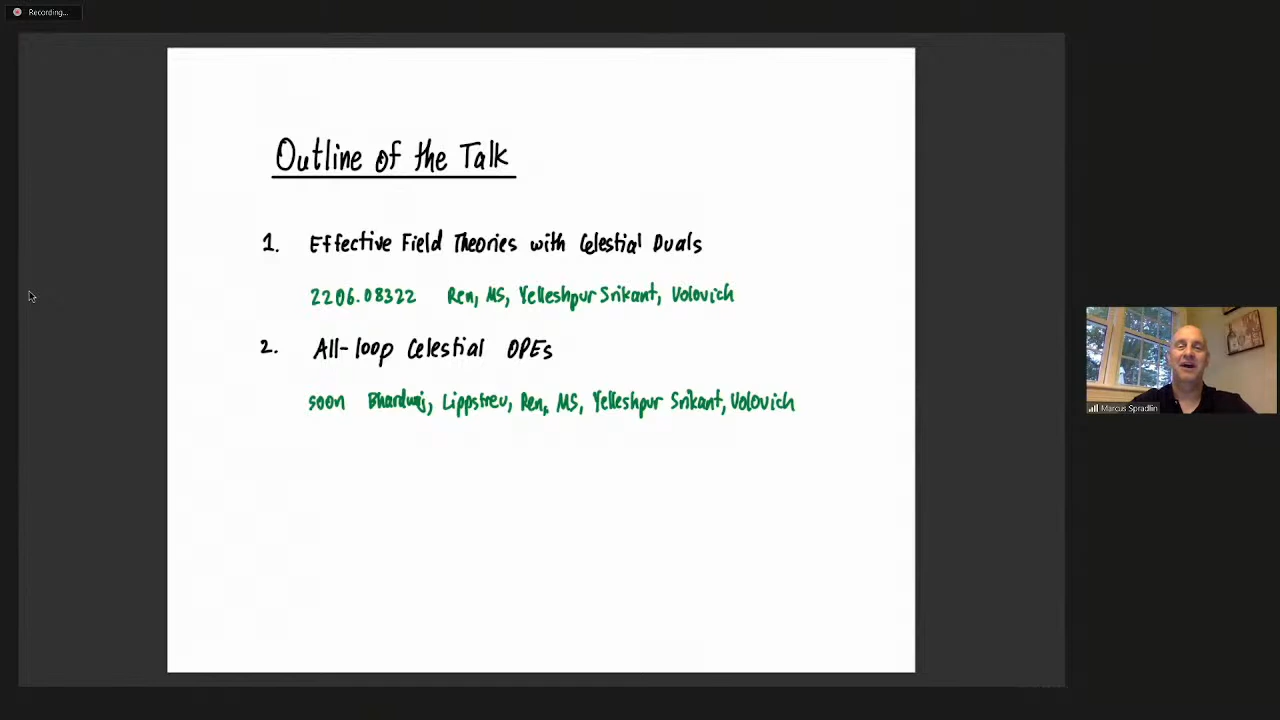 Recording...
Outline of the Talk
1. Effective Field Theories with Celestial Duals
2206.08322 Ren, MS, Yelleshpur Srikant, Volovich
2. All-loop Celestial OPEs
soon Bhardwaj, Lippstreu, Ren, MS, Yelleshpur Srikant, Volovich
Marcus Spradlin